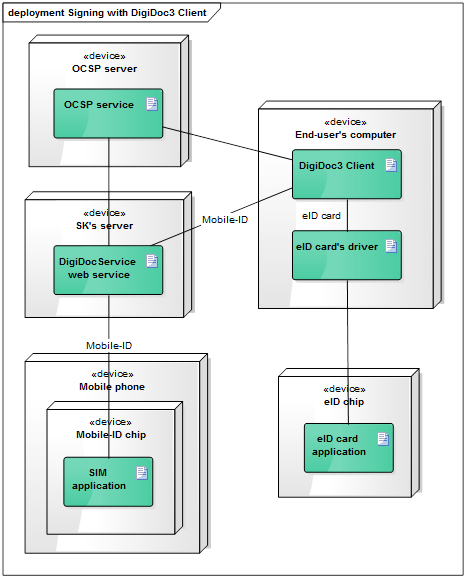 deployment Signing with DigiDoc3 Client
«device»
OCSP server
OCSP service
«device»
End-user's computer
DigiDoc3 Client
eID card
eID card's driver
Mobile-ID
«device»
SK's server
DigiDocService
web service
Mobile-ID
«device»
Mobile phone
«device»
Mobile-ID chip
SIM
application
«device»
eID chip
eID card
application